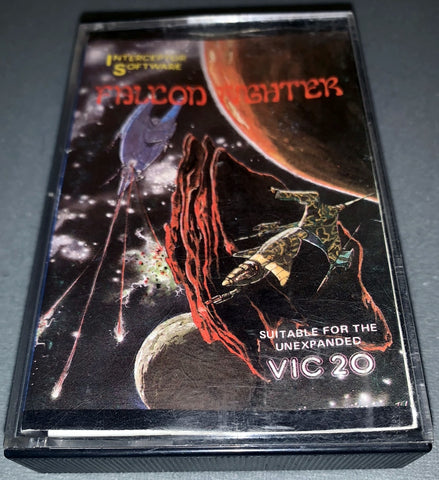 INTERCEPTOR
SOFTWARE
FALCON FIGHTER
SUITABLE FOR THE
UNEXPANDED
VIC 20